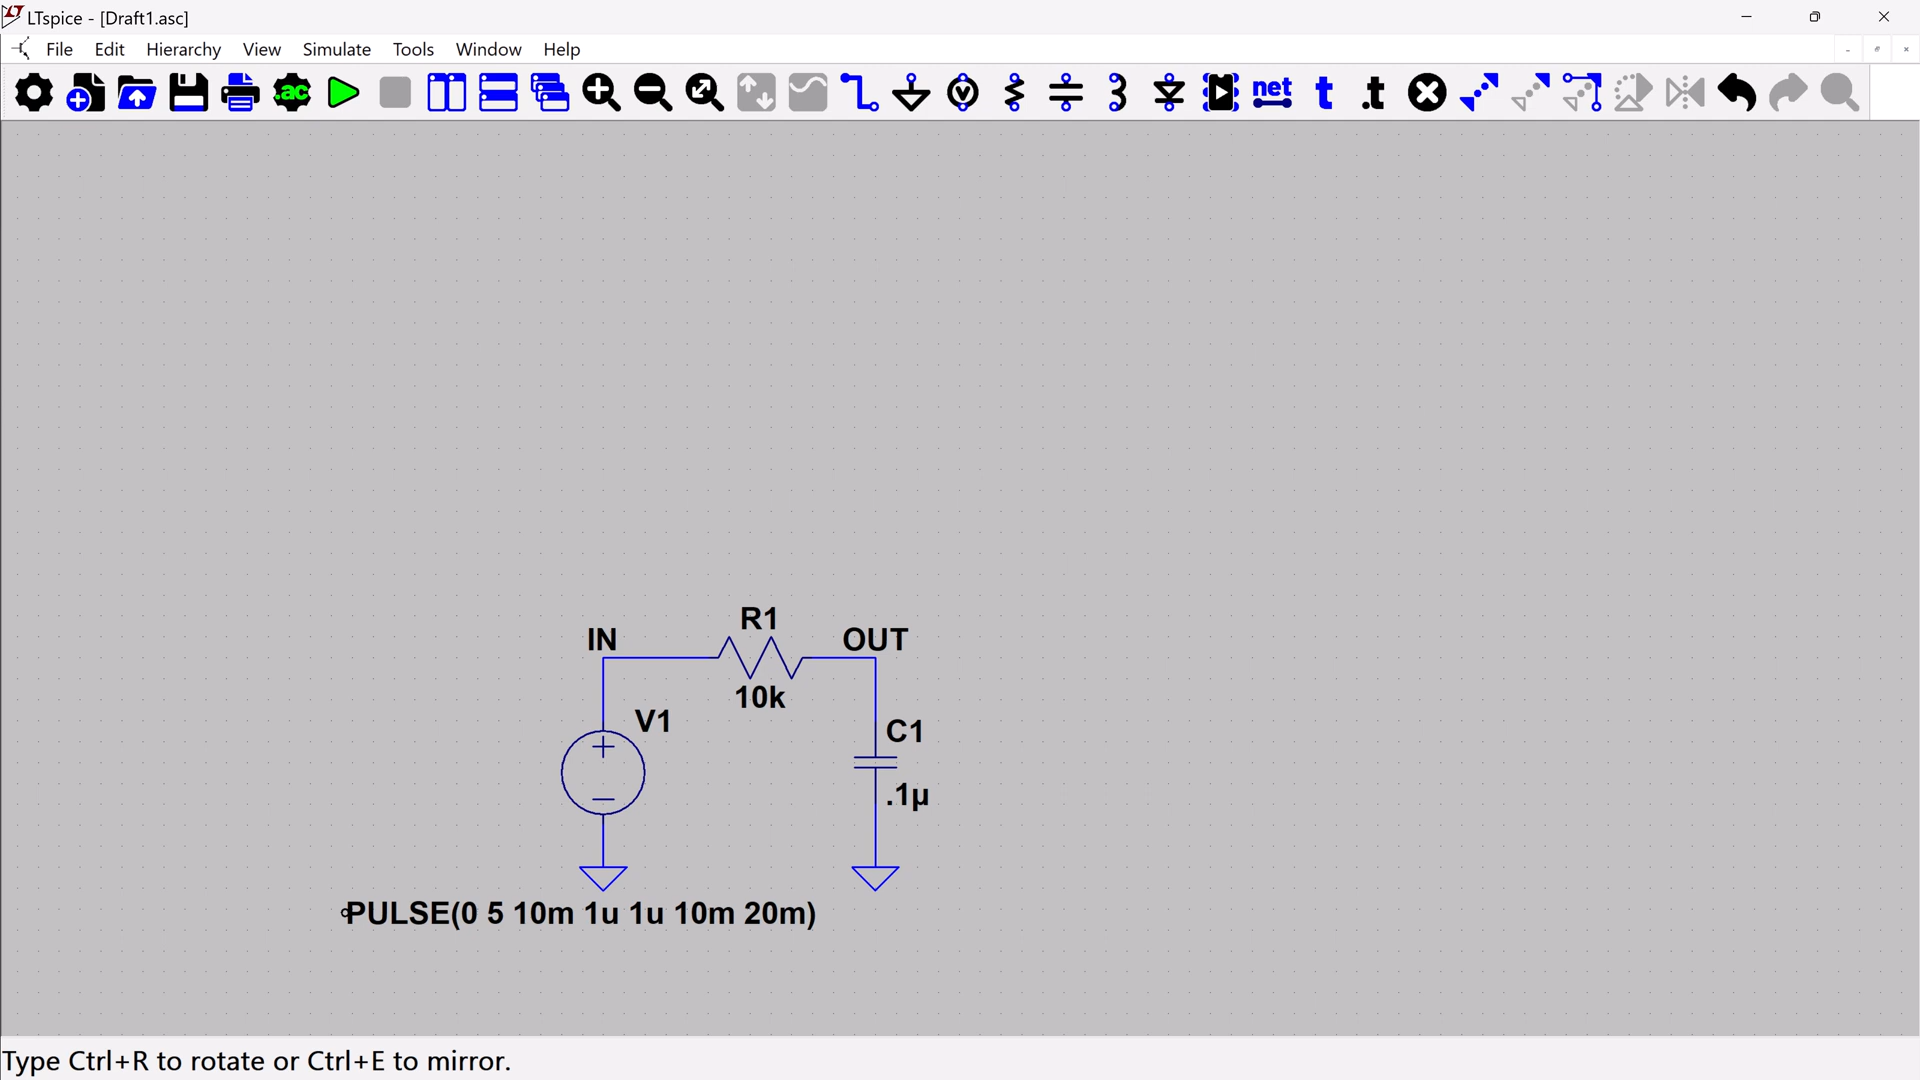 LTspice - [Draft1.asc]
File Edit Hierarchy View Simulate Tools Window Help
.ac net t .t
R1
IN OUT
10k
V1
C1
.1µ
PULSE(0 5 10m 1u 1u 10m 20m)
Type Ctrl+R to rotate or Ctrl+E to mirror.